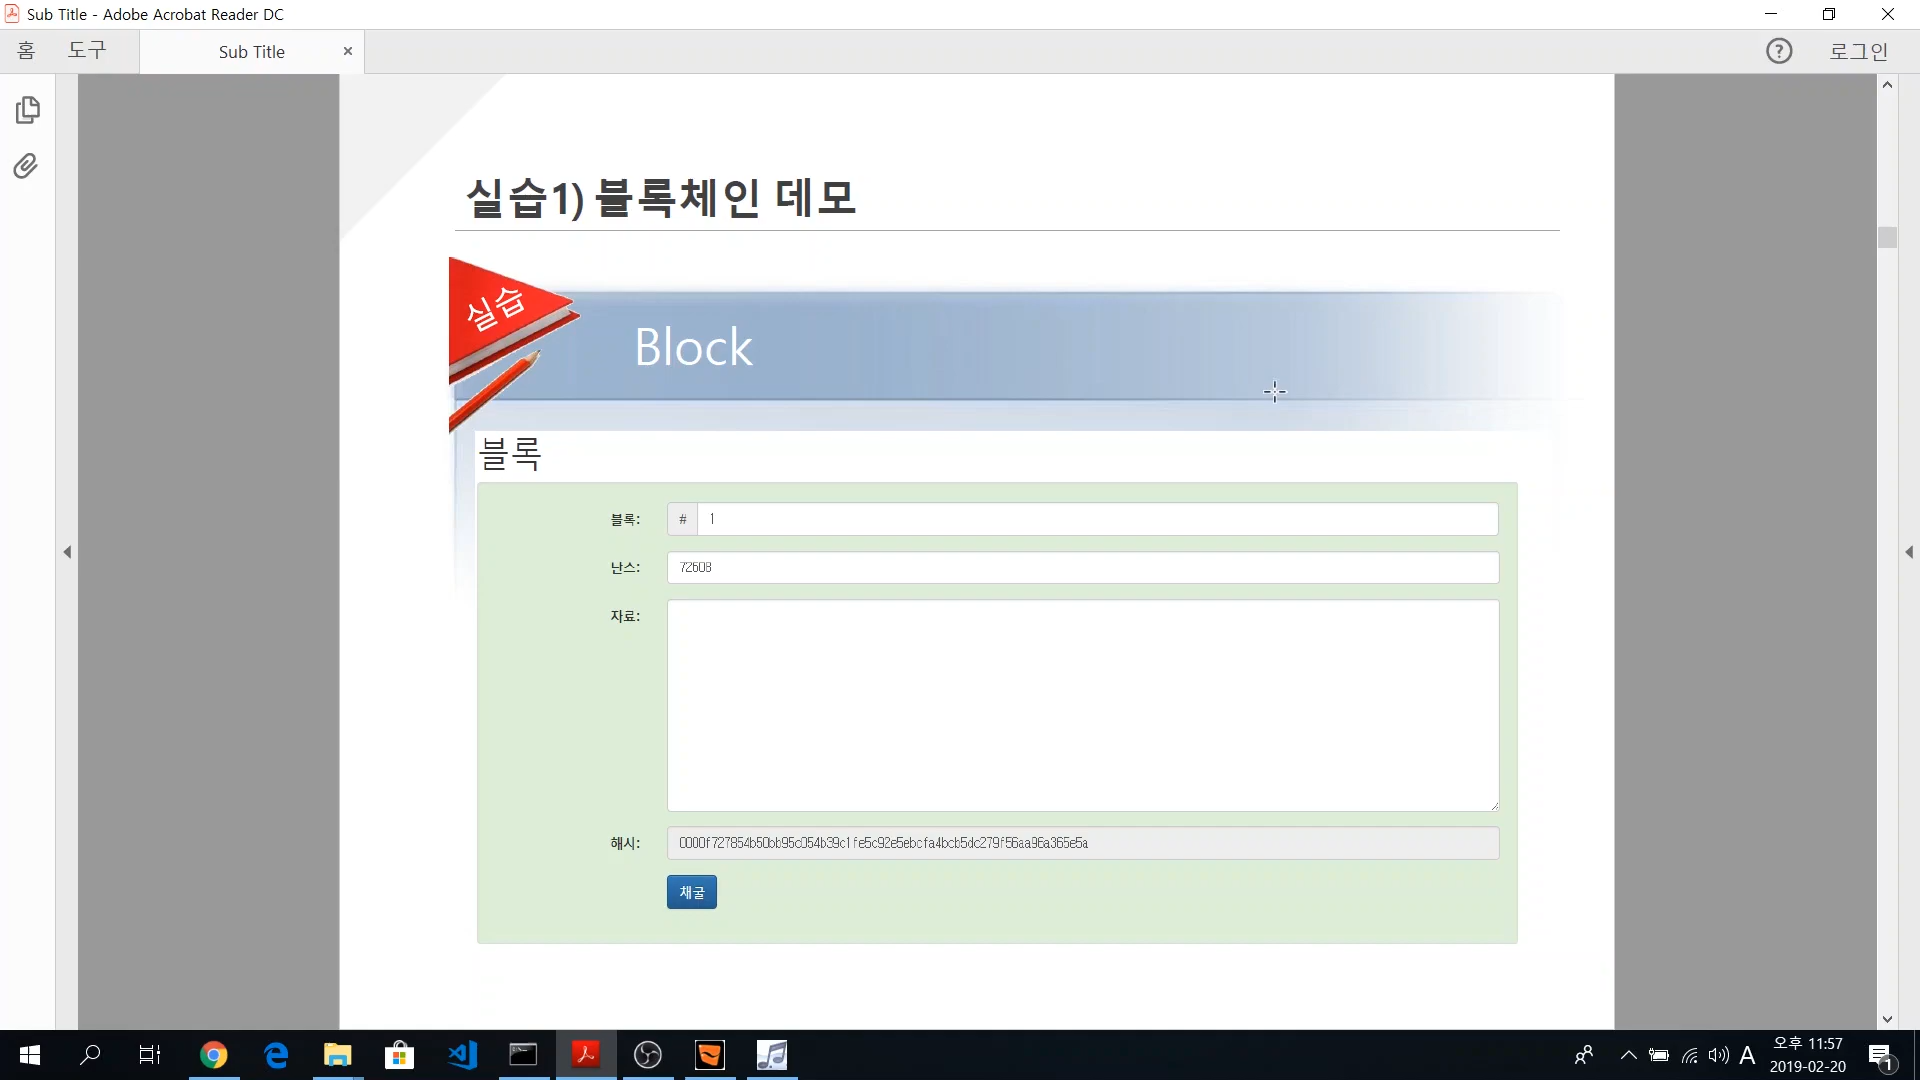 Sub Title - Adobe Acrobat Reader DC
홈 도구 Sub Title × ? 로그인
실습1) 블록체인 데모
실습
Block
블록
블록: # 1
난스: 72608
자료:
해시: 0000f727854b50bb95c054b39c1fe5c92e5ebcfa4bcb5dc279f56aa96a365e5a
채굴
A 오후 11:57
2019-02-20
1